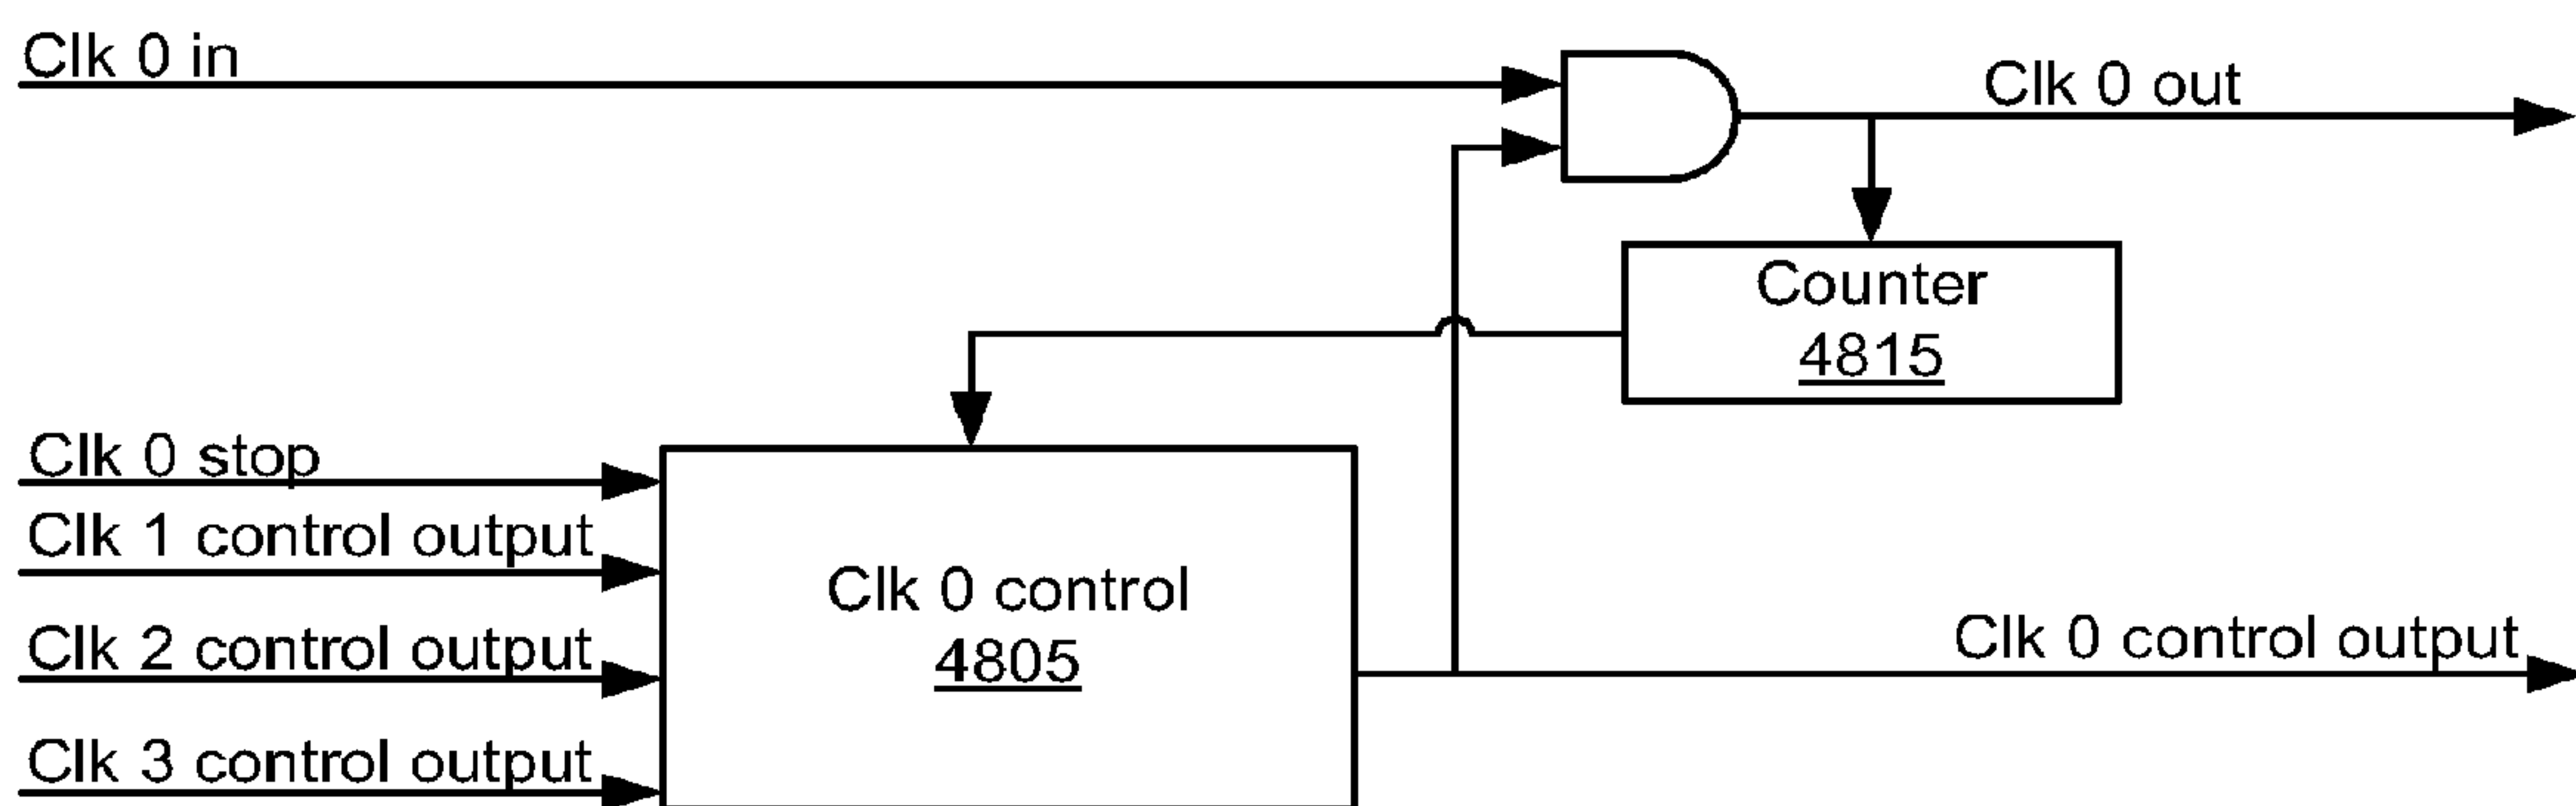 Clk 0 in
Clk 0 out
Counter
4815
Clk 0 stop
Clk 1 control output
Clk 2 control output
Clk 3 control output
Clk 0 control
4805
Clk 0 control output